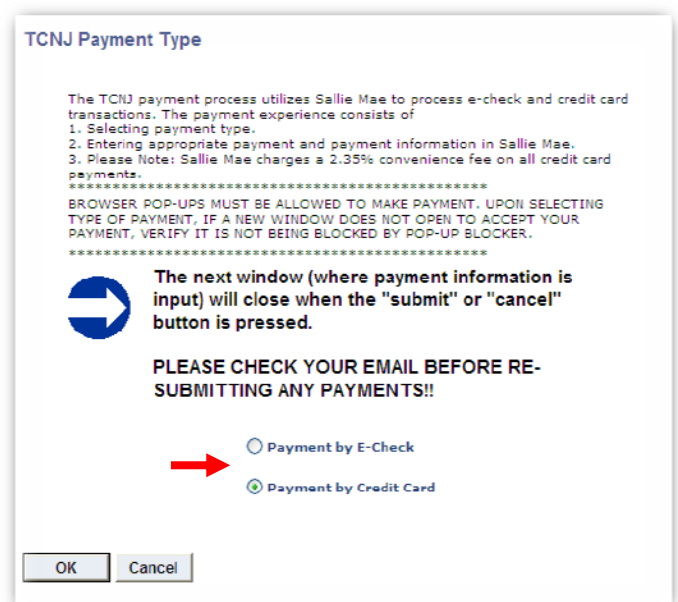 TCNJ Payment Type
The TCNJ payment process utilizes Sallie Mae to process e-check and credit card
transactions. The payment experience consists of
1. Selecting payment type.
2. Entering appropriate payment and payment information in Sallie Mae.
3. Please Note: Sallie Mae charges a 2.35% convenience fee on all credit card
payments.
************************************************
BROWSER POP-UPS MUST BE ALLOWED TO MAKE PAYMENT. UPON SELECTING
TYPE OF PAYMENT, IF A NEW WINDOW DOES NOT OPEN TO ACCEPT YOUR
PAYMENT, VERIFY IT IS NOT BEING BLOCKED BY POP-UP BLOCKER.
************************************************
The next window (where payment information is
input) will close when the "submit" or "cancel"
button is pressed.
PLEASE CHECK YOUR EMAIL BEFORE RE-
SUBMITTING ANY PAYMENTS!!
Payment by E-Check
Payment by Credit Card
OK Cancel